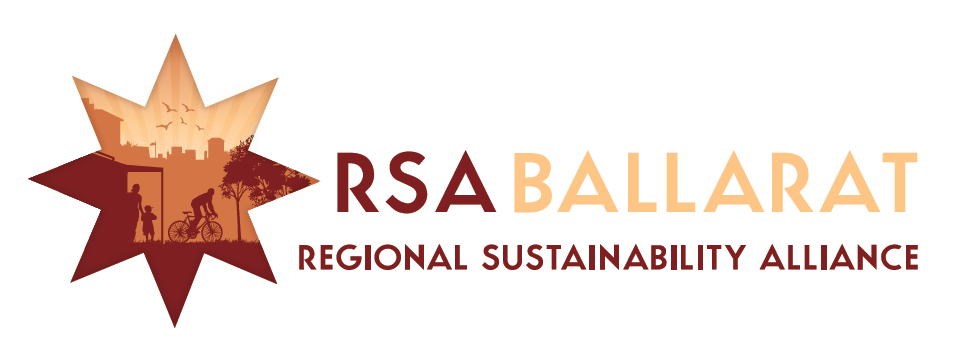 RSA BALLARAT
REGIONAL SUSTAINABILITY ALLIANCE